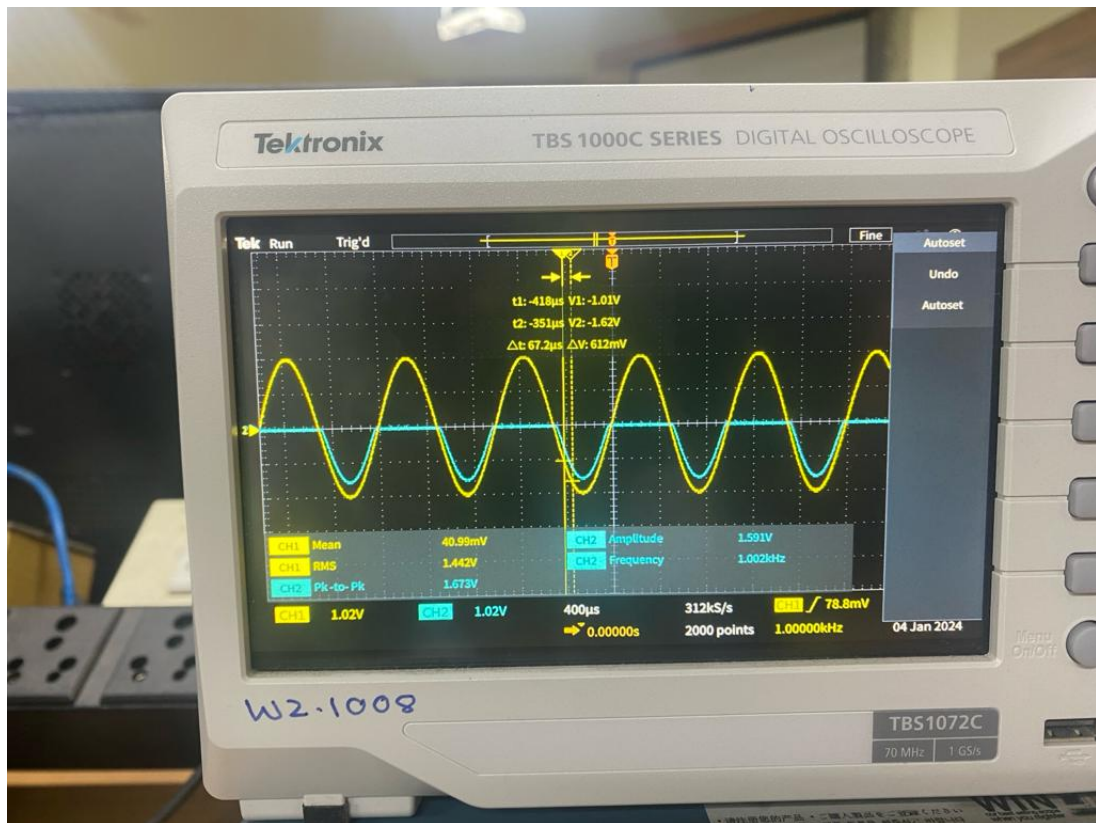 Tektronix
TBS 1000C SERIES DIGITAL OSCILLOSCOPE
Tek Run Trig'd Fine Autoset
T
Undo
Autoset
t1: -418µs V1: -1.01V
t2: -351µs V2: -1.62V
△t: 67.2µs △V: 612mV
2
CH1 Mean 40.99mV CH2 Amplitude 1.591V
CH1 RMS 1.442V CH2 Frequency 1.002kHz
CH2 Pk-to-Pk 1.673V
CH1 1.02V CH2 1.02V 400µs 312kS/s CH1 78.8mV
0.00000s 2000 points 1.00000kHz 04 Jan 2024
Menu
On/Off
W2.1008
TBS1072C
70 MHz 1 GS/s
WIN